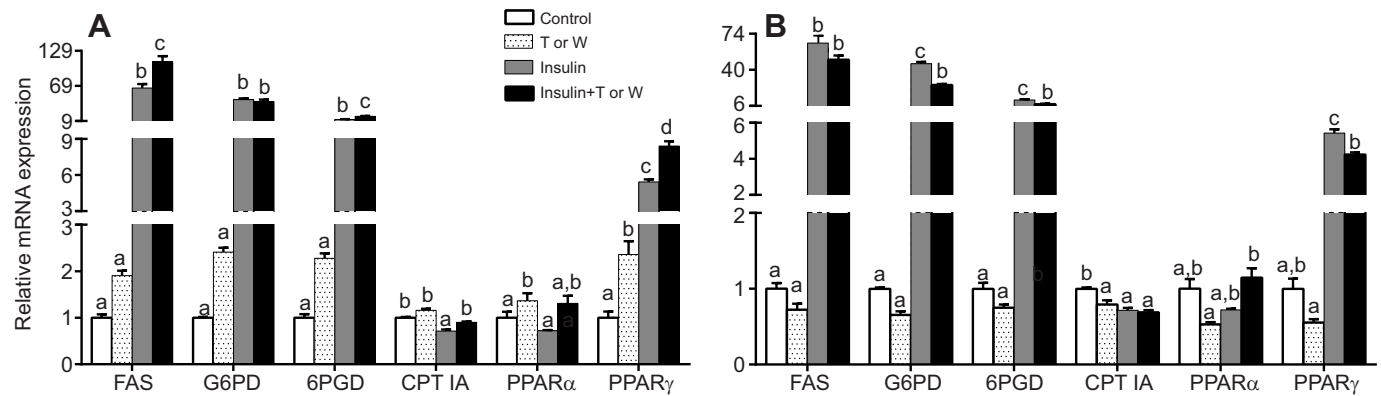 A
Control
T or W
Insulin
Insulin+T or W
Relative mRNA expression
129
69
9
9
6
3
3
2
1
0
a a b c
a a b b
a a b c
b b a b
a b a a,b a
a b c d
FAS G6PD 6PGD CPT IA PPARα PPARγ
B
74
40
6
6
4
2
2
1
0
a a b b
a a c b
a a c b b
b a a a
a,b a a,b b
a,b a c b
FAS G6PD 6PGD CPT IA PPARα PPARγ